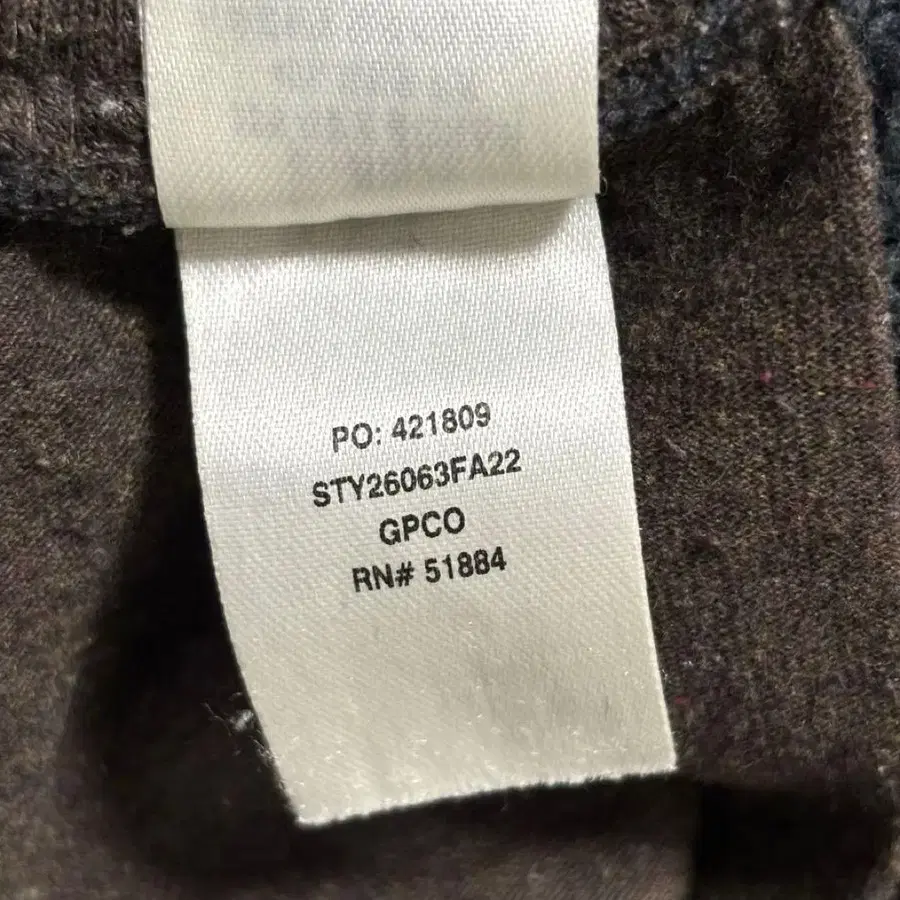 PO: 421809
STY26063FA22
GPCO
RN# 51884